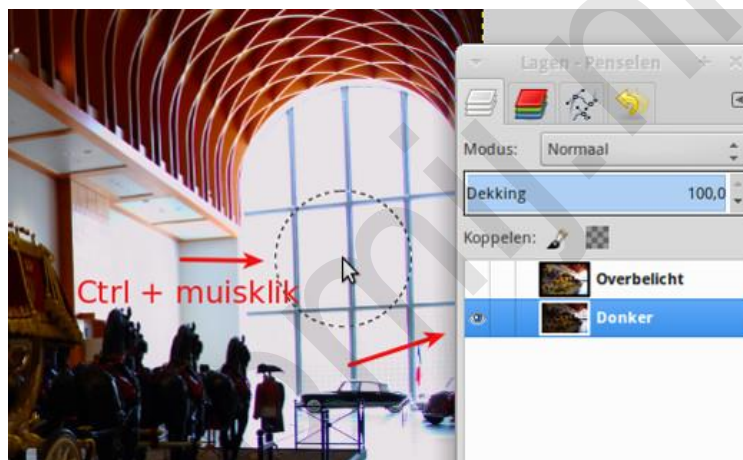 Lagen - Penselen
Modus: Normaal
Dekking 100,0
Koppelen:
Overbelicht
Donker
Ctrl + muisklik